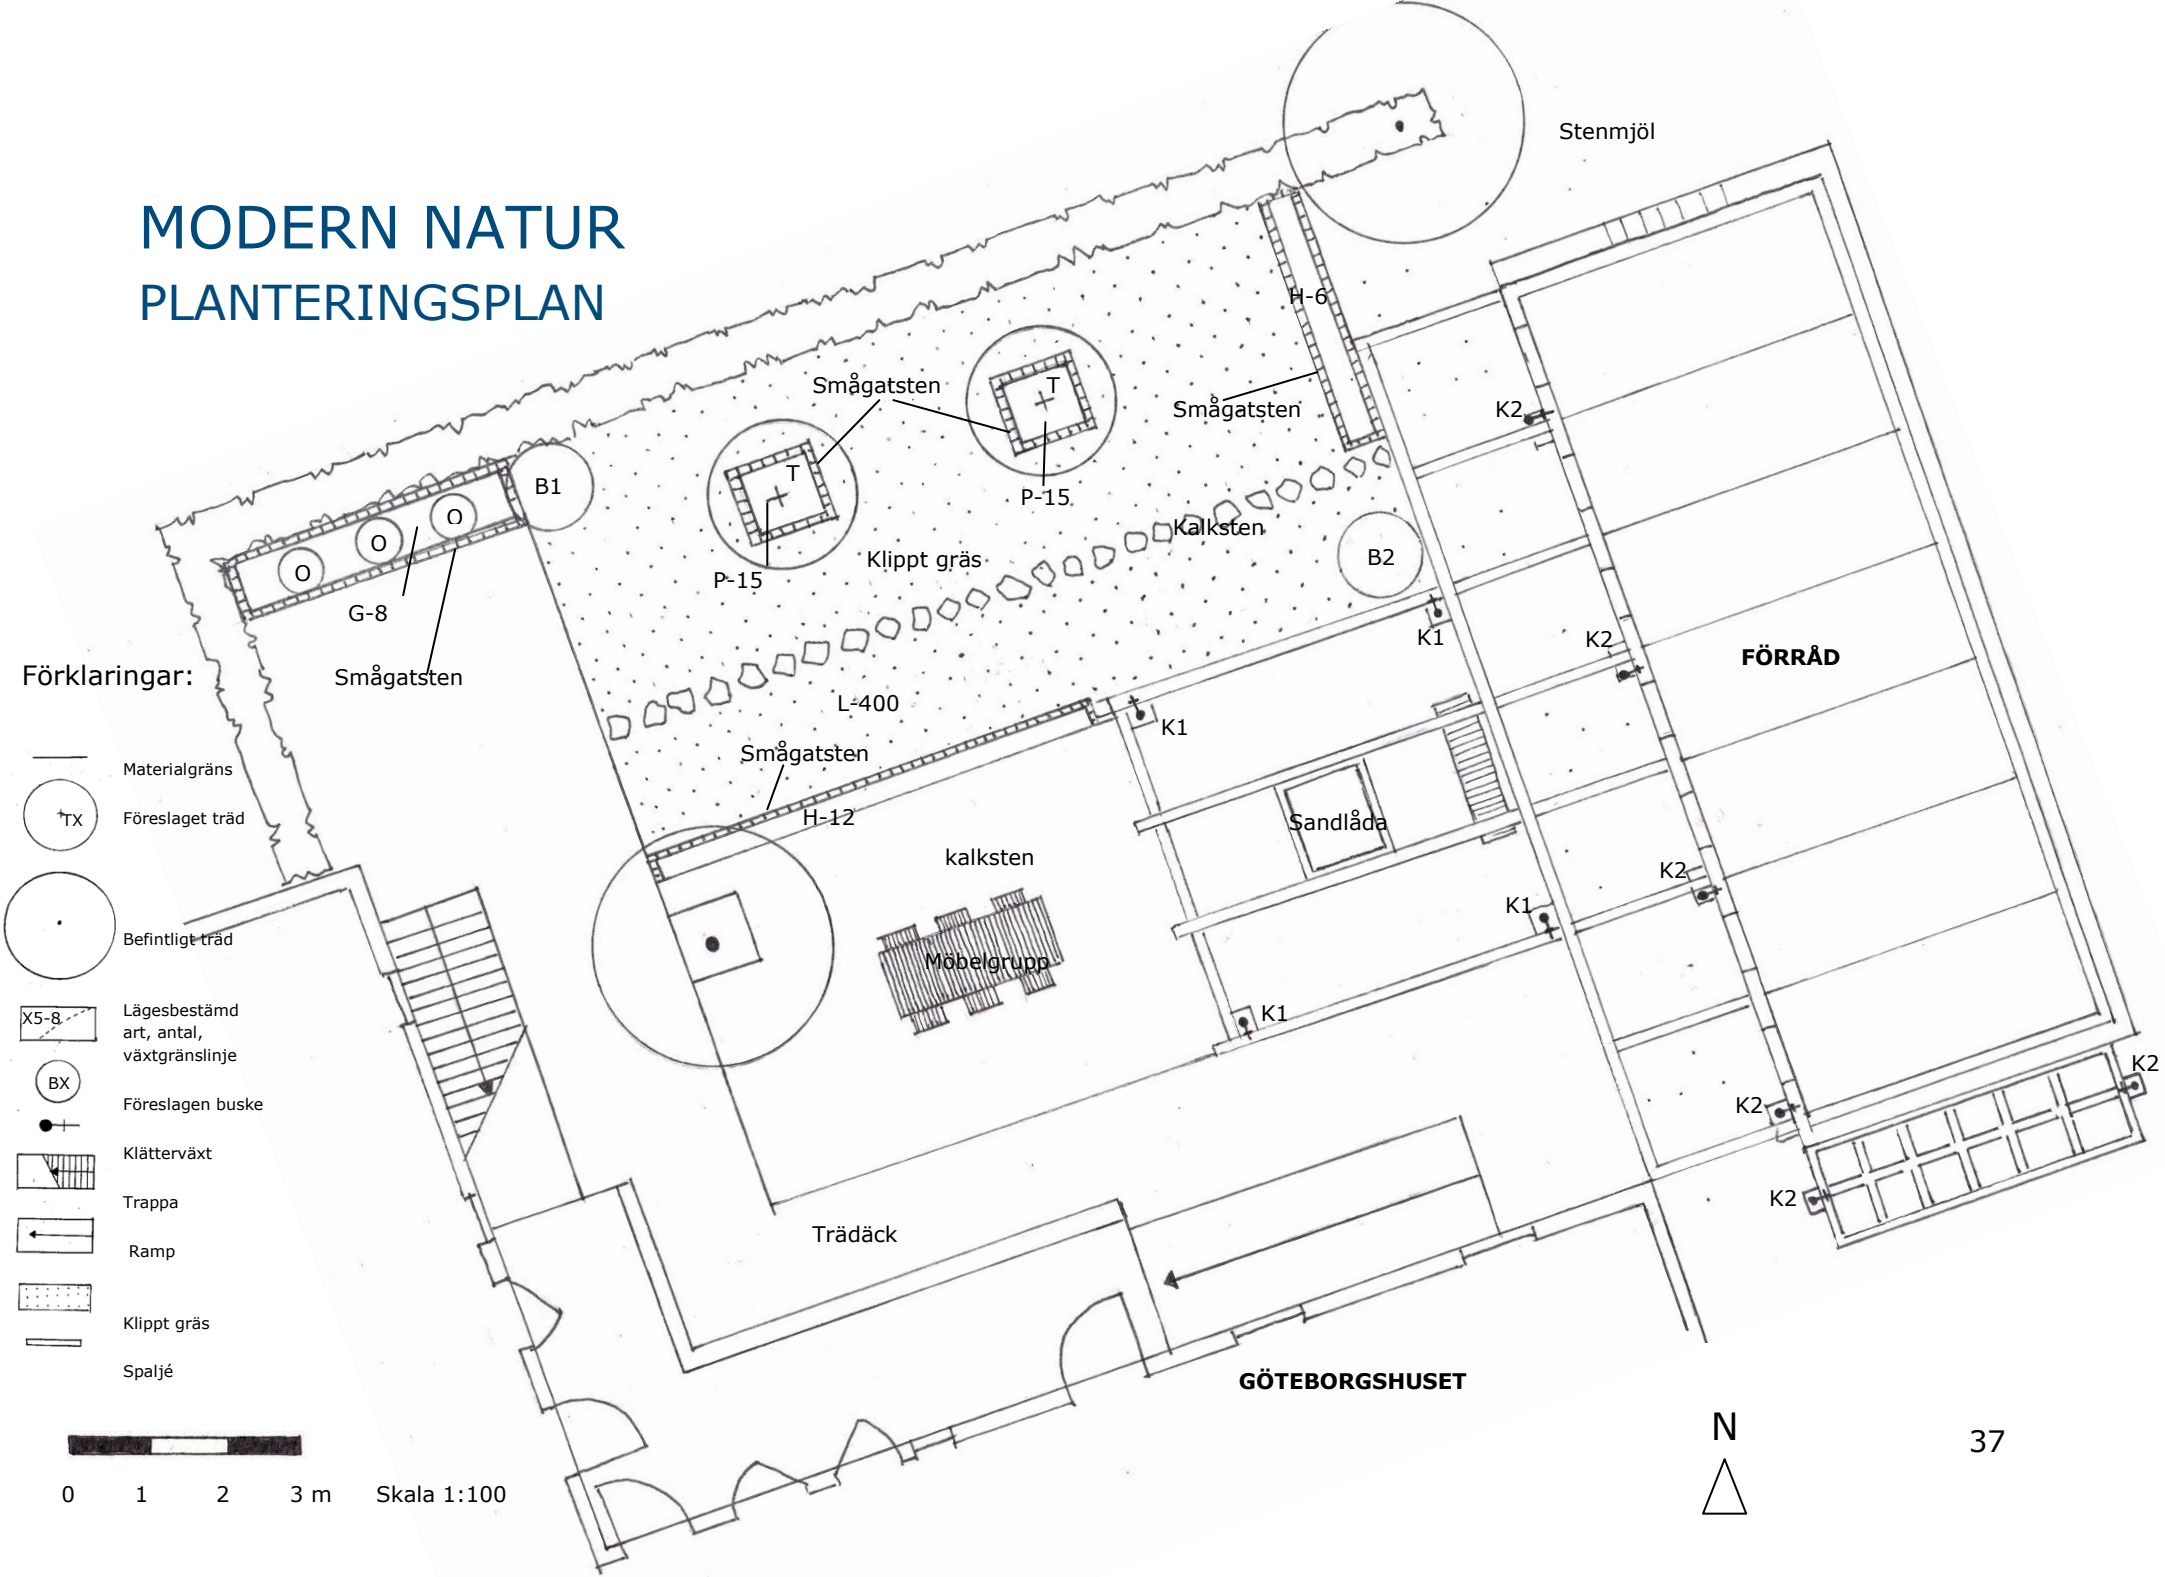 Stenmjöl
MODERN NATUR
PLANTERINGSPLAN
H-6
Smågatsten
T
Smågatsten
K2
T
B1
P-15
O
Kalksten
O
Klippt gräs
B2
O
P-15
G-8
K1
K2
FÖRRÅD
Förklaringar:
Smågatsten
L-400
K1
Smågatsten
Materialgräns
TX
Föreslaget träd
H-12
Sandlåda
kalksten
K2
K1
Befintligt träd
Möbelgrupp
X5-8
Lägesbestämd
art, antal,
växtgränslinje
K1
BX
Föreslagen buske
K2
K2
Klätterväxt
Trappa
K2
Trädäck
Ramp
Klippt gräs
Spaljé
GÖTEBORGSHUSET
N
37
0 1 2 3 m Skala 1:100